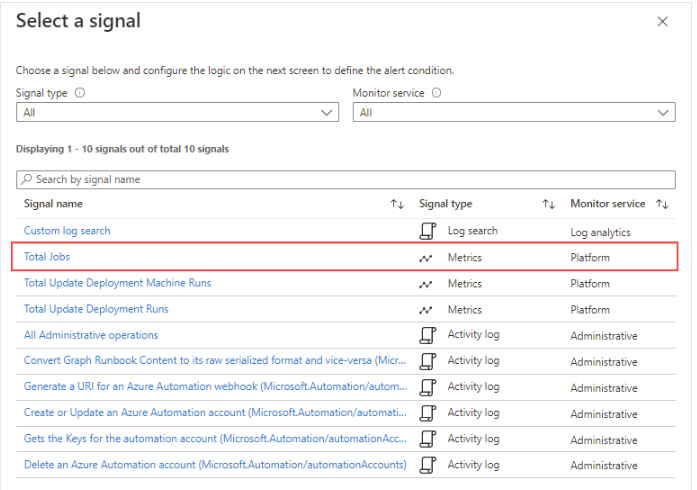 Select a signal
Choose a signal below and configure the logic on the next screen to define the alert condition.
Signal type Monitor service
All All
Displaying 1 - 10 signals out of total 10 signals
Search by signal name
Signal name Signal type Monitor service
Custom log search Log search Log analytics
Total Jobs Metrics Platform
Total Update Deployment Machine Runs Metrics Platform
Total Update Deployment Runs Metrics Platform
All Administrative operations Activity log Administrative
Convert Graph Runbook Content to its raw serialized format and vice-versa (Micr... Activity log Administrative
Generate a URI for an Azure Automation webhook (Microsoft.Automation/autom... Activity log Administrative
Create or Update an Azure Automation account (Microsoft.Automation/automati... Activity log Administrative
Gets the Keys for the automation account (Microsoft.Automation/automationAcc... Activity log Administrative
Delete an Azure Automation account (Microsoft.Automation/automationAccounts) Activity log Administrative